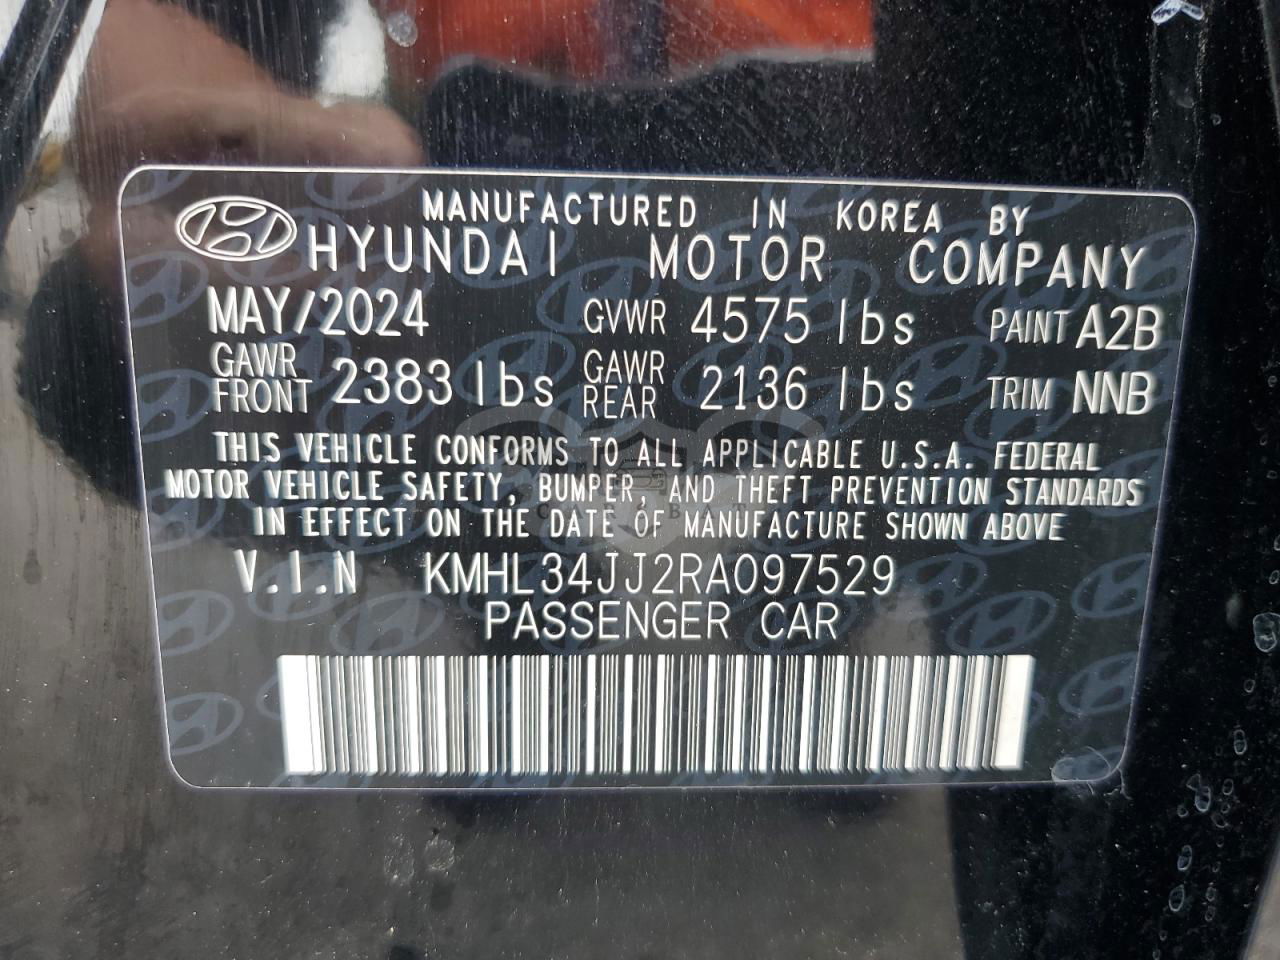 MANUFACTURED IN KOREA BY
HYUNDAI MOTOR COMPANY
MAY/2024 GVWR 4575 lbs PAINT A2B
GAWR FRONT 2383 lbs GAWR REAR 2136 lbs TRIM NNB
THIS VEHICLE CONFORMS TO ALL APPLICABLE U.S.A. FEDERAL
MOTOR VEHICLE SAFETY, BUMPER, AND THEFT PREVENTION STANDARDS
IN EFFECT ON THE DATE OF MANUFACTURE SHOWN ABOVE
V.I.N KMHL34JJ2RA097529
PASSENGER CAR